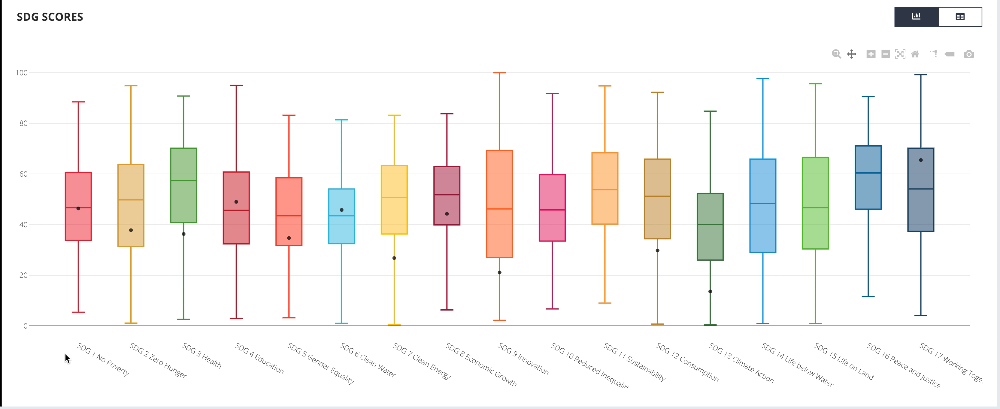 SDG SCORES
100
80
60
40
20
0
SDG 1 No Poverty
SDG 2 Zero Hunger
SDG 3 Health
SDG 4 Education
SDG 5 Gender Equality
SDG 6 Clean Water
SDG 7 Clean Energy
SDG 8 Economic Growth
SDG 9 Innovation
SDG 10 Reduced Inequaliti
SDG 11 Sustainability
SDG 12 Consumption
SDG 13 Climate Action
SDG 14 Life below Water
SDG 15 Life on Land
SDG 16 Peace and Justice
SDG 17 Working Toge.